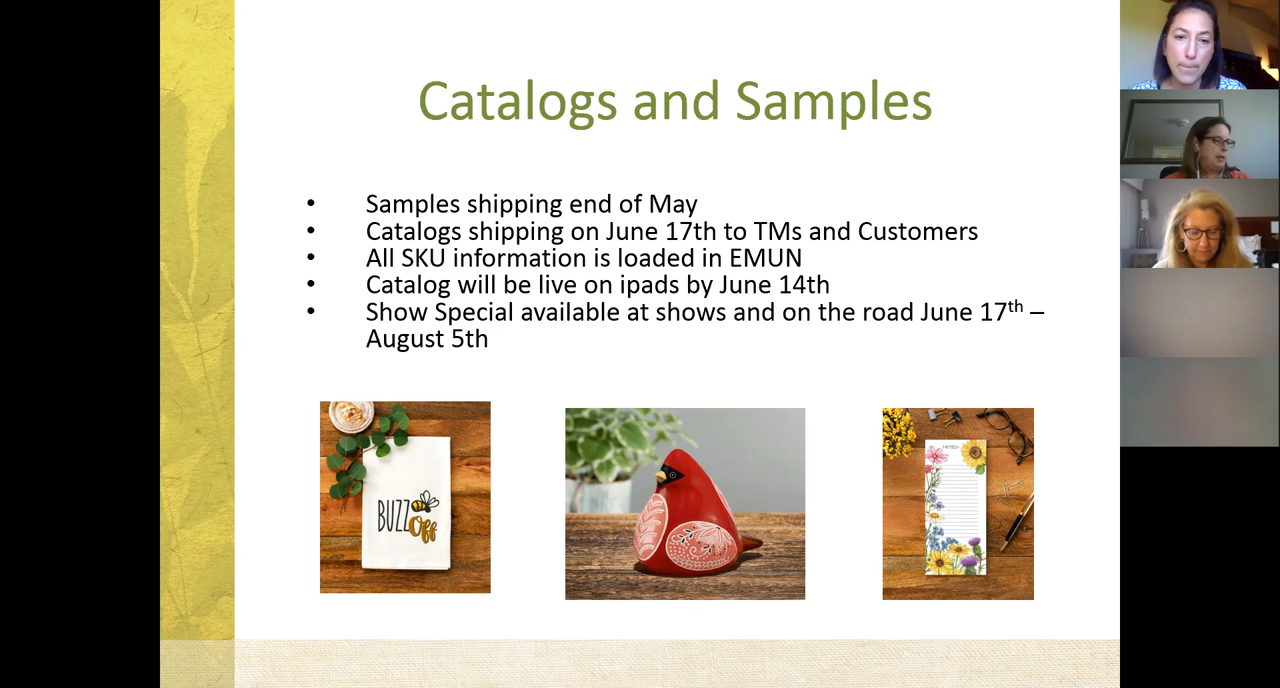 Catalogs and Samples
• Samples shipping end of May
• Catalogs shipping on June 17th to TMs and Customers
• All SKU information is loaded in EMUN
• Catalog will be live on ipads by June 14th
• Show Special available at shows and on the road June 17th –
August 5th
BUZZ
Off